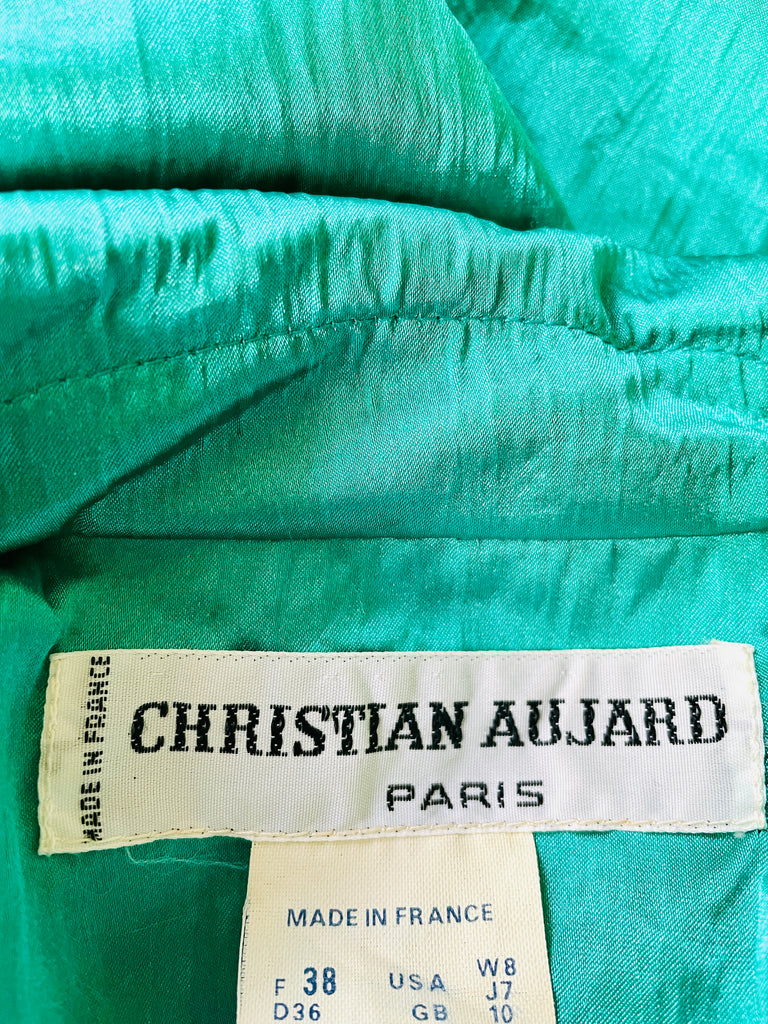 MADE IN FRANCE
CHRISTIAN AUJARD
PARIS
MADE IN FRANCE
F 38 USA W8 J7
D36 GB 10